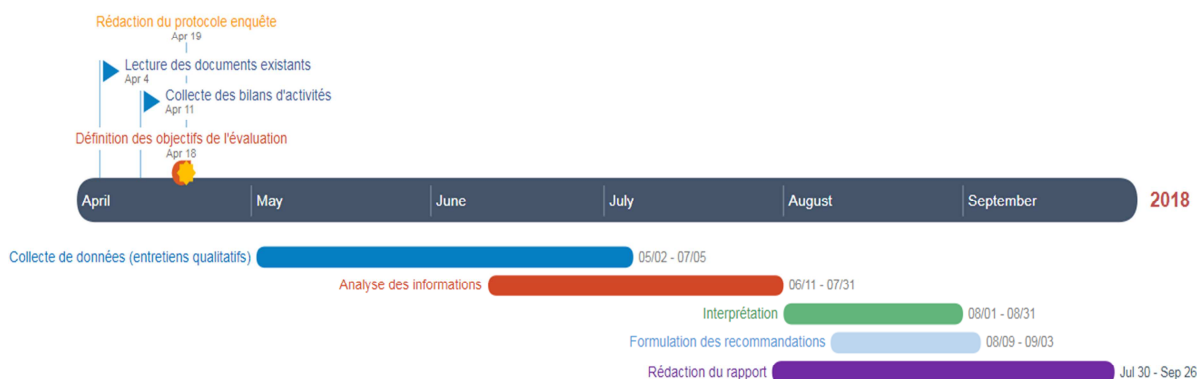 Rédaction du protocole enquête
Apr 19
Lecture des documents existants
Apr 4
Collecte des bilans d'activités
Apr 11
Définition des objectifs de l'évaluation
Apr 18
April May June July August September 2018
Collecte de données (entretiens qualitatifs) 05/02 - 07/05
Analyse des informations 06/11 - 07/31
Interprétation 08/01 - 08/31
Formulation des recommandations 08/09 - 09/03
Rédaction du rapport Jul 30 - Sep 26